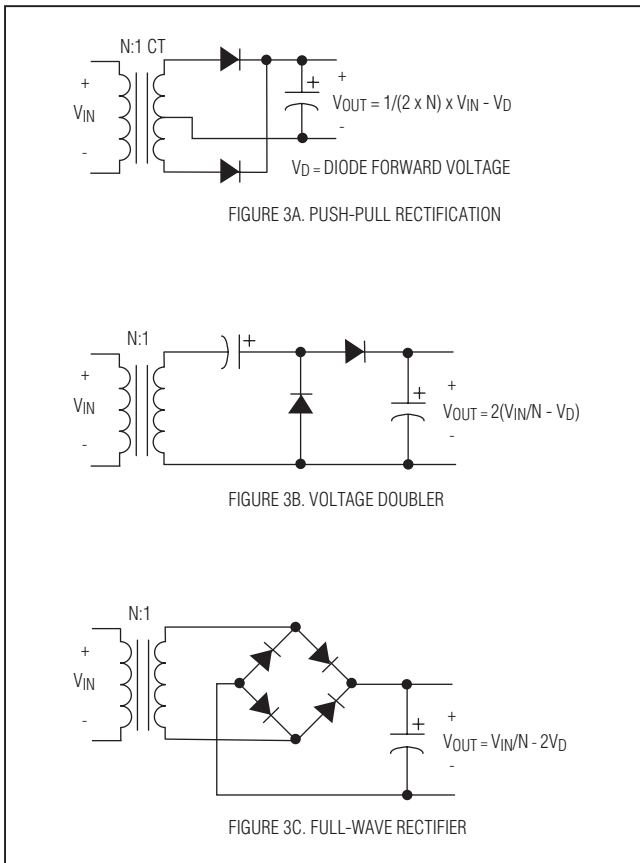 N:1 CT
+
VIN
-
+
+
VOUT = 1/(2 x N) x VIN - VD
-
VD = DIODE FORWARD VOLTAGE
FIGURE 3A. PUSH-PULL RECTIFICATION
N:1
+
+
VIN
-
+
+
VOUT = 2(VIN/N - VD)
-
FIGURE 3B. VOLTAGE DOUBLER
N:1
+
VIN
-
+
+
VOUT = VIN/N - 2VD
-
FIGURE 3C. FULL-WAVE RECTIFIER